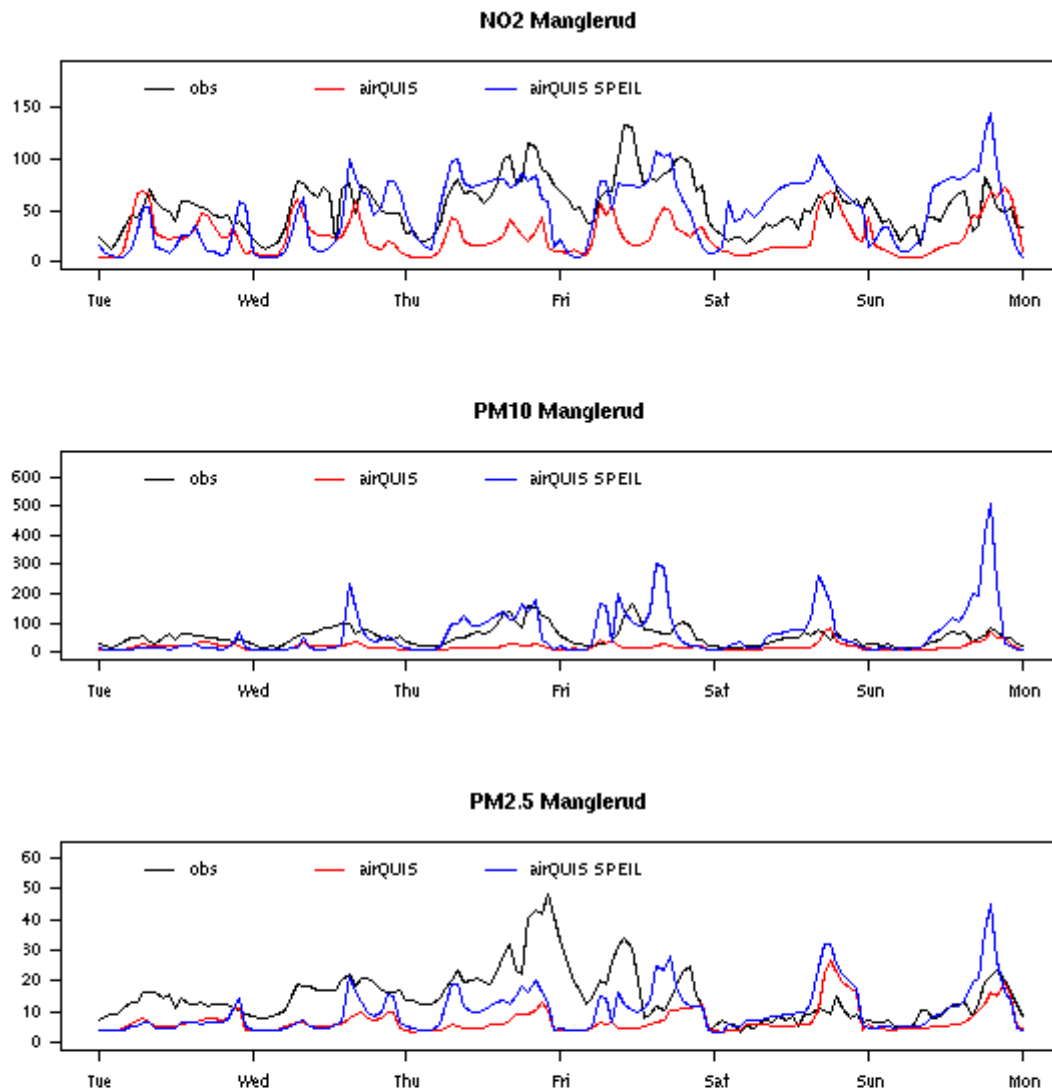 NO2 Manglerud
obs airQUIS airQUIS SPEIL
150
100
50
0
Tue Wed Thu Fri Sat Sun Mon
PM10 Manglerud
obs airQUIS airQUIS SPEIL
600
500
400
300
200
100
0
Tue Wed Thu Fri Sat Sun Mon
PM2.5 Manglerud
obs airQUIS airQUIS SPEIL
60
50
40
30
20
10
0
Tue Wed Thu Fri Sat Sun Mon